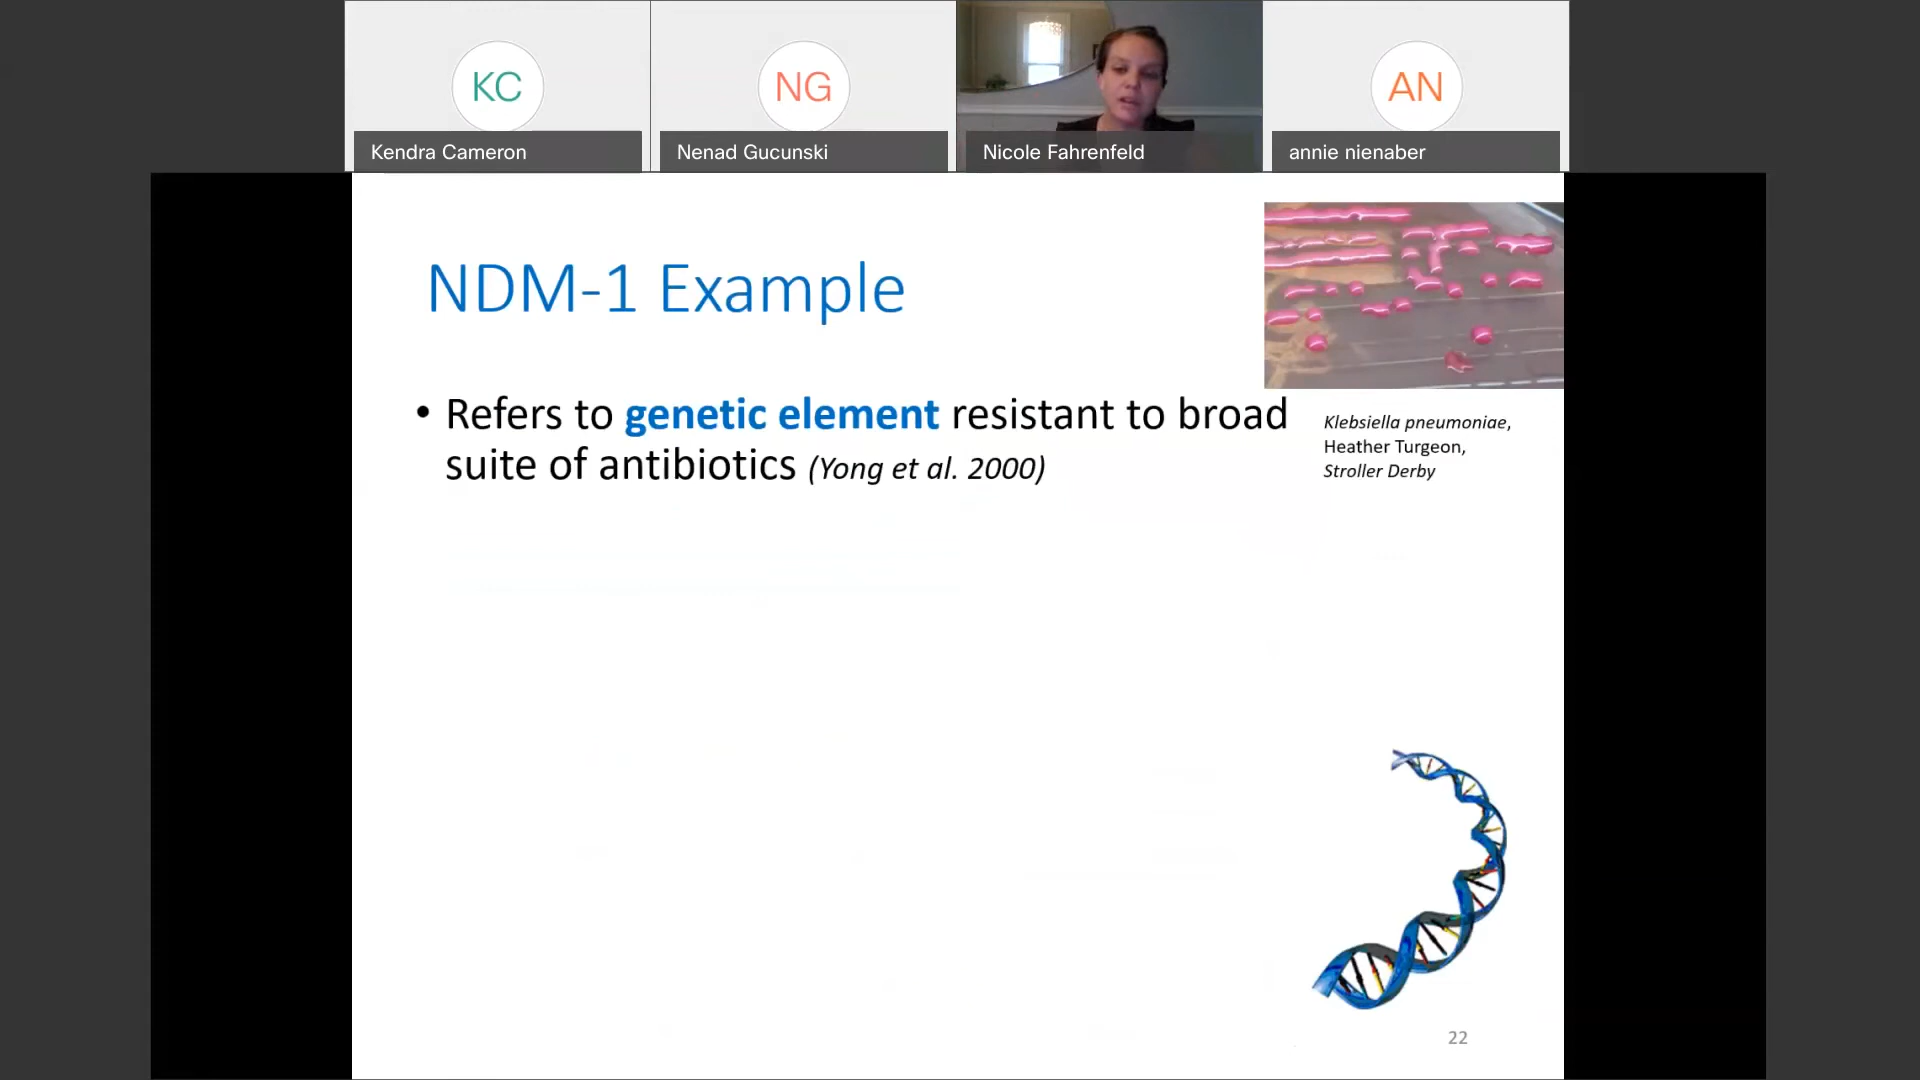 KC
Kendra Cameron
NG
Nenad Gucunski
Nicole Fahrenfeld
AN
annie nienaber
NDM-1 Example
• Refers to genetic element resistant to broad
suite of antibiotics (Yong et al. 2000)
Klebsiella pneumoniae,
Heather Turgeon,
Stroller Derby
22